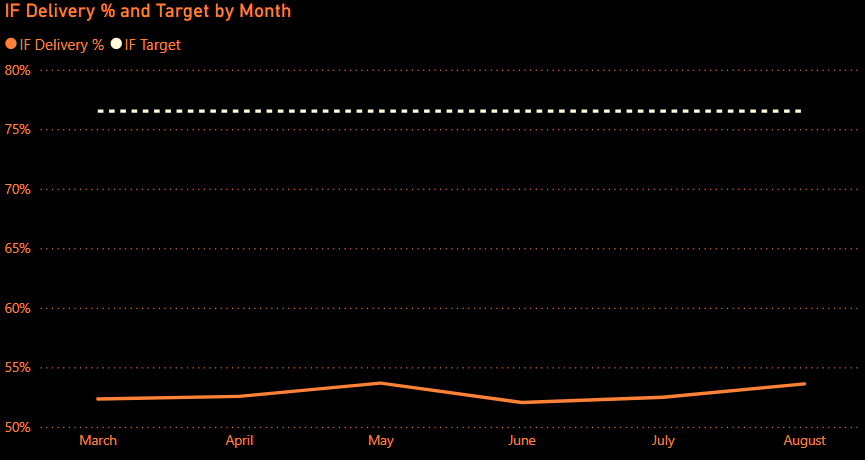 IF Delivery % and Target by Month
IF Delivery % IF Target
80%
75%
70%
65%
60%
55%
50%
March April May June July August